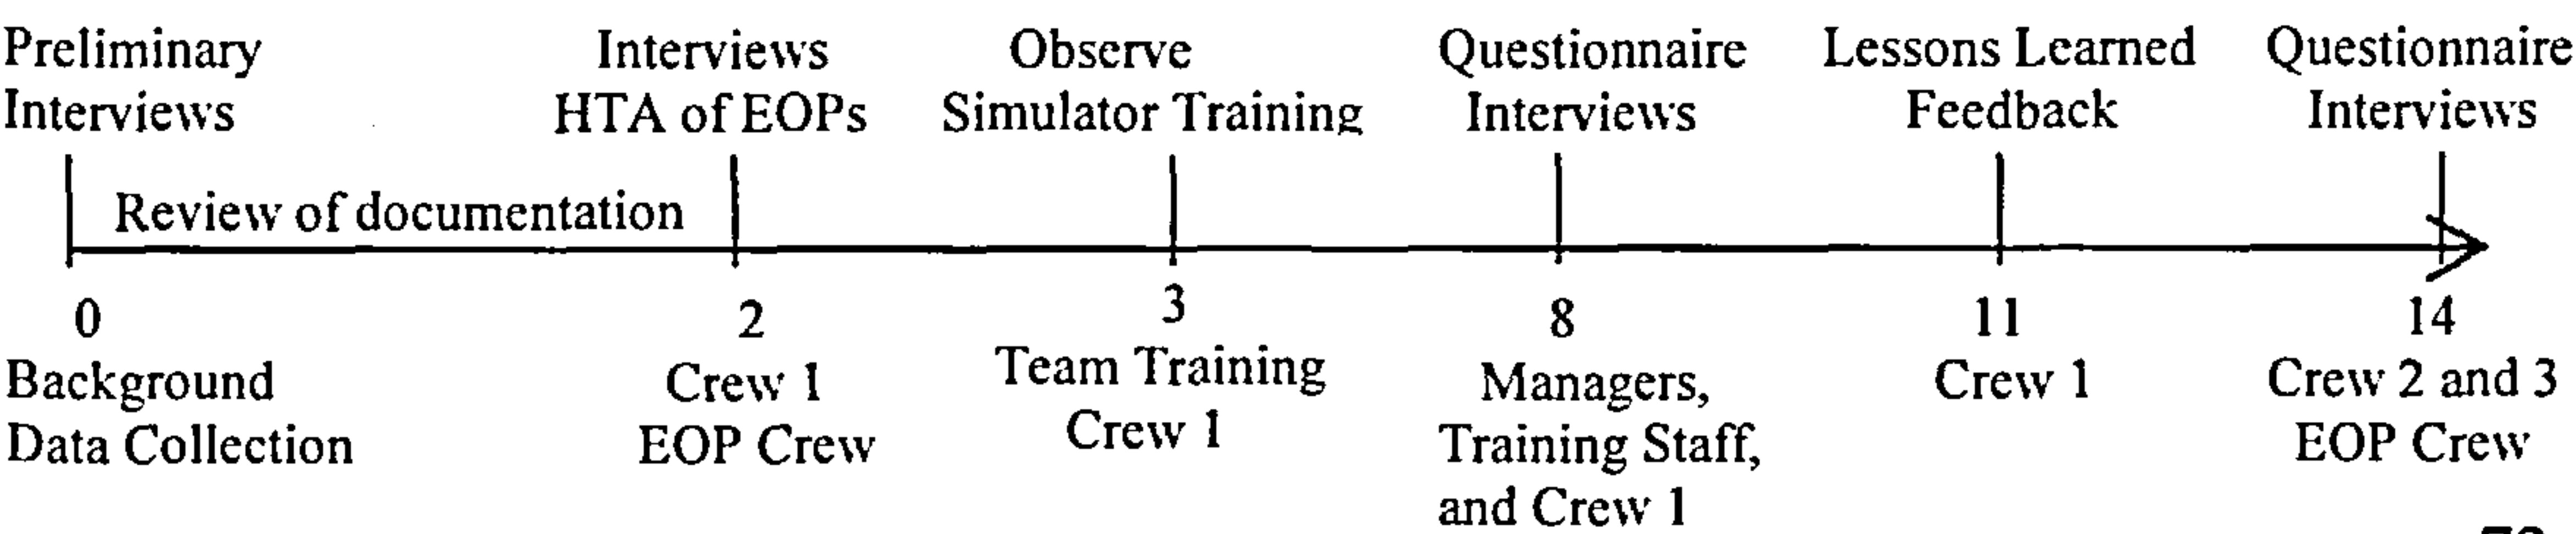 Preliminary
Interviews
Interviews
HTA of EOPs
Observe
Simulator Training
Questionnaire
Interviews
Lessons Learned
Feedback
Questionnaire
Interviews
Review of documentation
0
2
3
8
11
14
Background
Data Collection
Crew 1
EOP Crew
Team Training
Crew 1
Managers,
Training Staff,
and Crew 1
Crew 1
Crew 2 and 3
EOP Crew